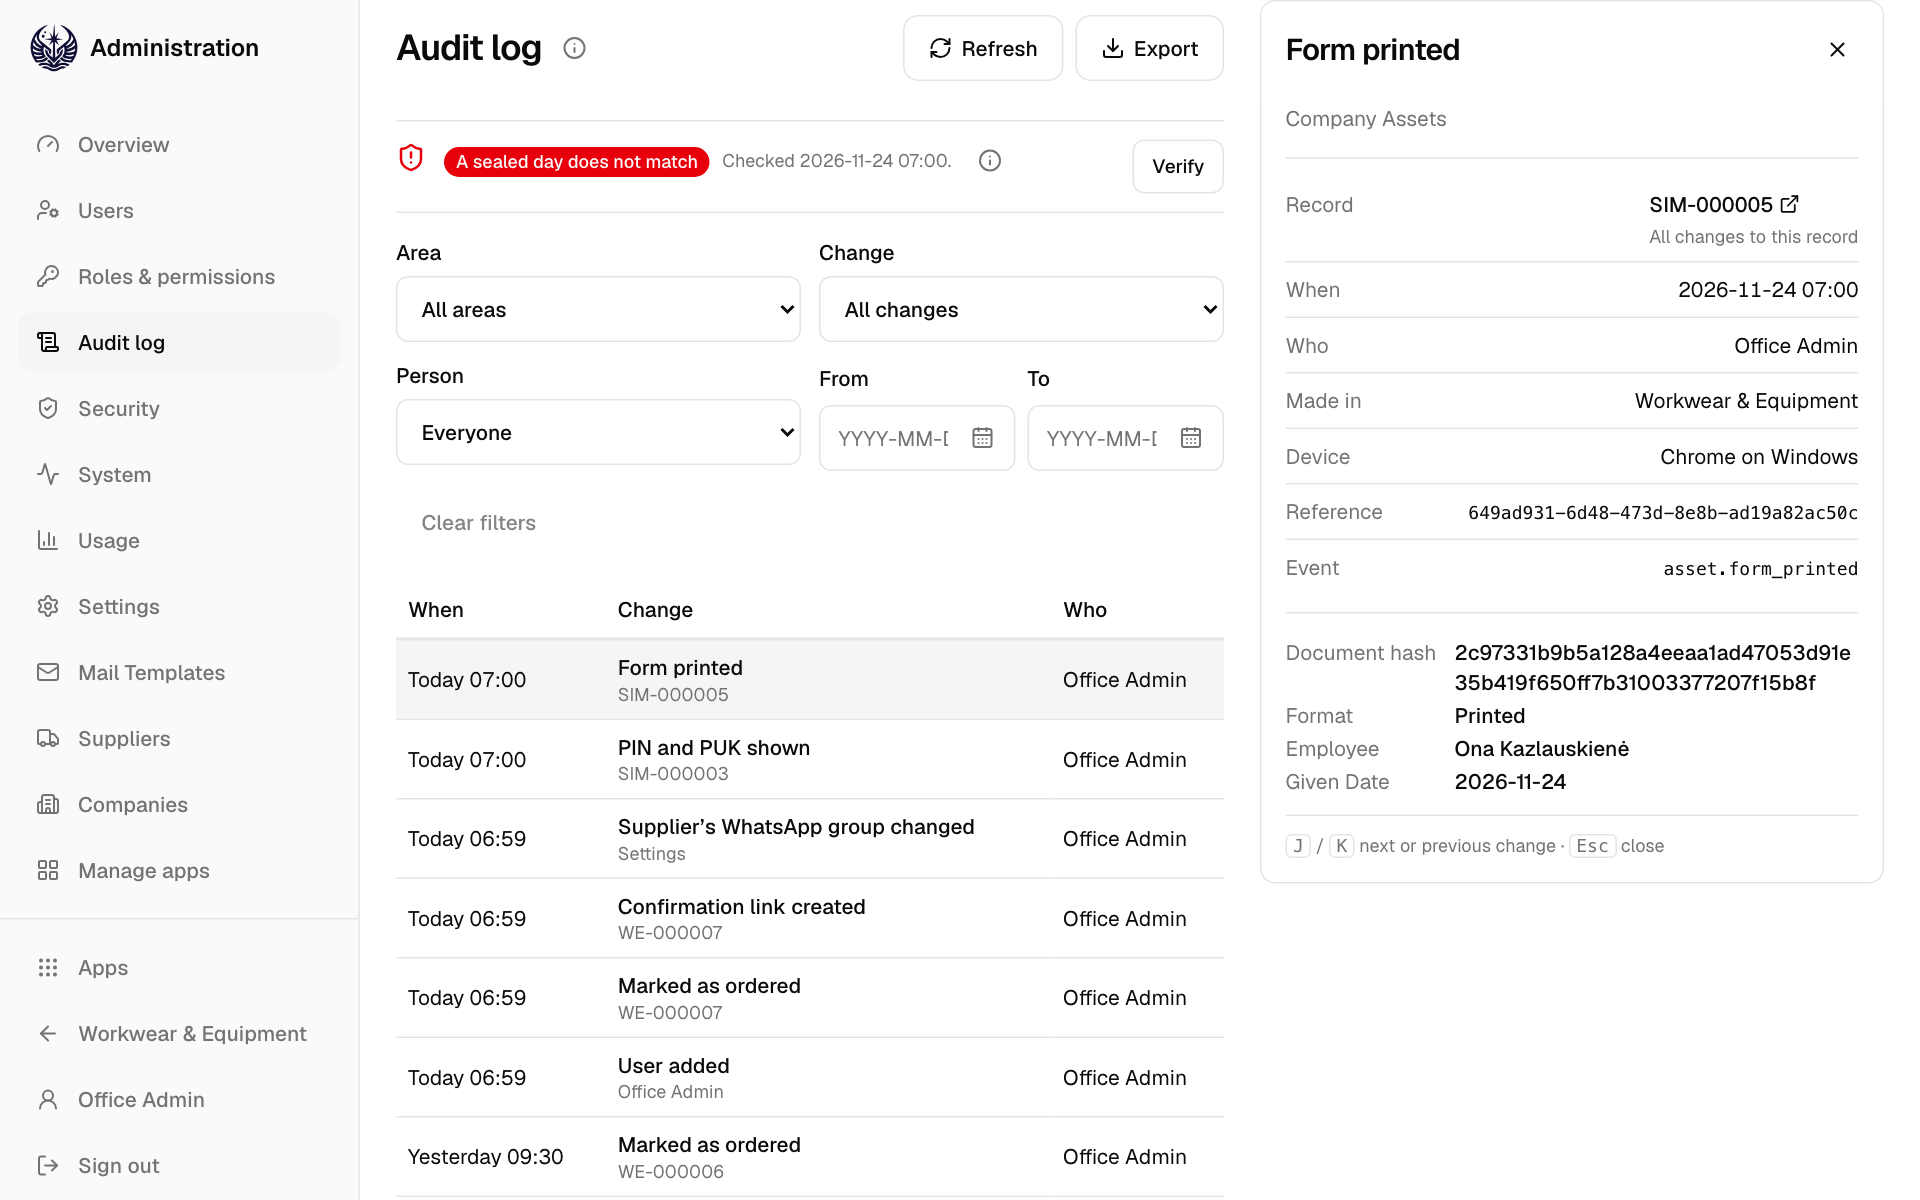 Administration
Overview
Users
Roles & permissions
Audit log
Security
System
Usage
Settings
Mail Templates
Suppliers
Companies
Manage apps
Apps
Workwear & Equipment
Office Admin
Sign out
Audit log
Refresh
Export
A sealed day does not match
Checked 2026-11-24 07:00.
Verify
Area
Change
All areas
All changes
Person
From
To
Everyone
YYYY-MM-D
YYYY-MM-D
Clear filters
When Change Who
Today 07:00 Form printed Office Admin
SIM-000005
Today 07:00 PIN and PUK shown Office Admin
SIM-000003
Today 06:59 Supplier’s WhatsApp group changed Office Admin
Settings
Today 06:59 Confirmation link created Office Admin
WE-000007
Today 06:59 Marked as ordered Office Admin
WE-000007
Today 06:59 User added Office Admin
Office Admin
Yesterday 09:30 Marked as ordered Office Admin
WE-000006
Form printed
Company Assets
Record SIM-000005
All changes to this record
When 2026-11-24 07:00
Who Office Admin
Made in Workwear & Equipment
Device Chrome on Windows
Reference 649ad931-6d48-473d-8e8b-ad19a82ac50c
Event asset.form_printed
Document hash 2c97331b9b5a128a4eeaa1ad47053d91e
35b419f650ff7b31003377207f15b8f
Format Printed
Employee Ona Kazlauskienė
Given Date 2026-11-24
J / K next or previous change · Esc close